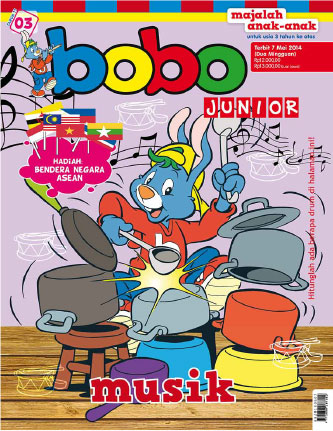 03
bobo
JUNIOR
majalah
anak-anak
untuk usia 3 tahun ke atas
Terbit 7 Mei 2014
(Dua Mingguan)
HADIAH:
BENDERA NEGARA
ASEAN
Hitunglah ada berapa drum di halaman ini!
musik